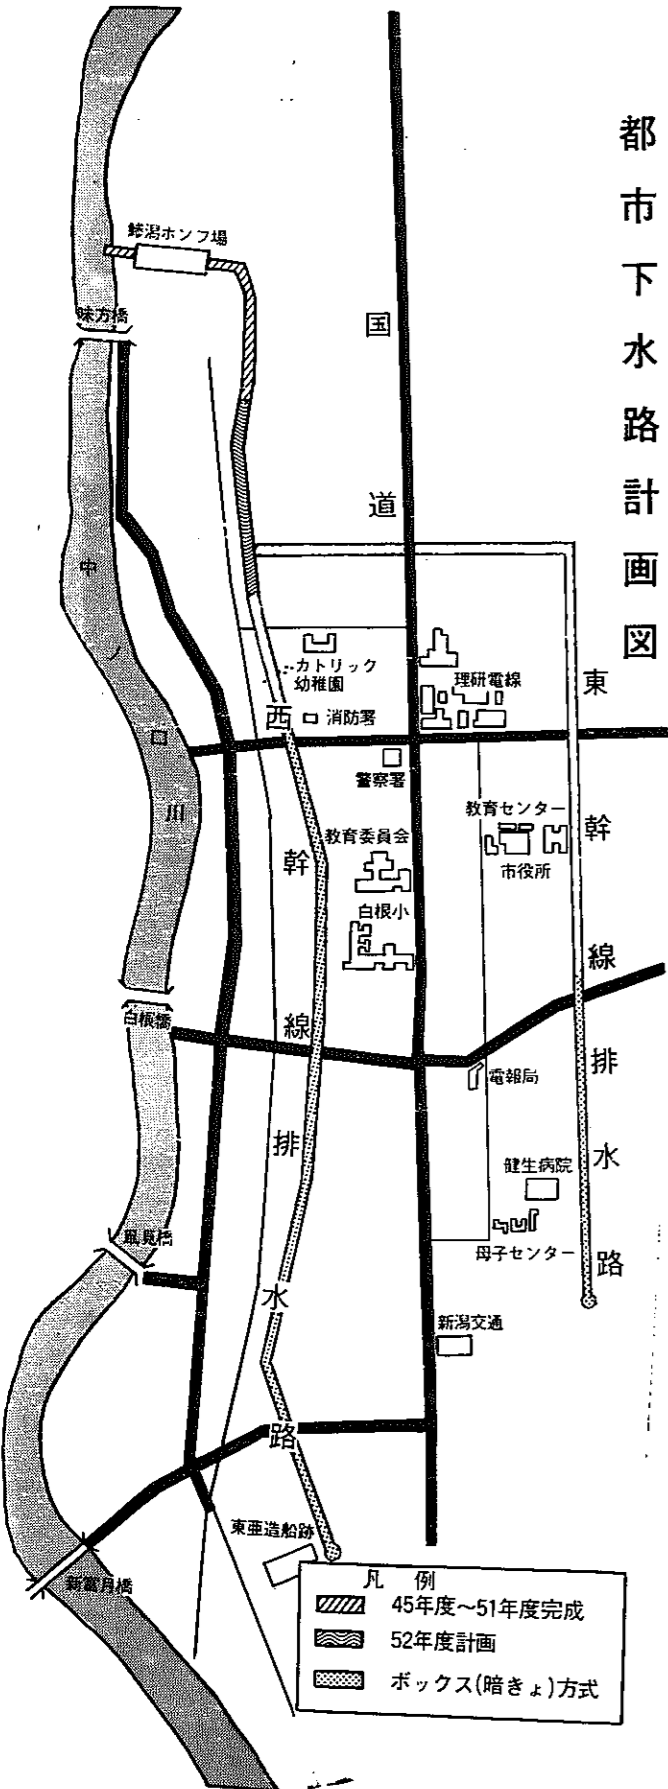 都市下水路計画図
鯵潟ポンプ場
味方橋
国道
中ノ口川
カトリック
幼稚園
理研電線
消防署
警察署
教育センター
市役所
教育委員会
白根小
白根橋
電報局
健生病院
母子センター
凰見橋
新潟交通
東亜造船跡
新富月橋
西幹線排水路
東幹線排水路
凡例
45年度〜51年度完成
52年度計画
ボックス(暗きょ)方式